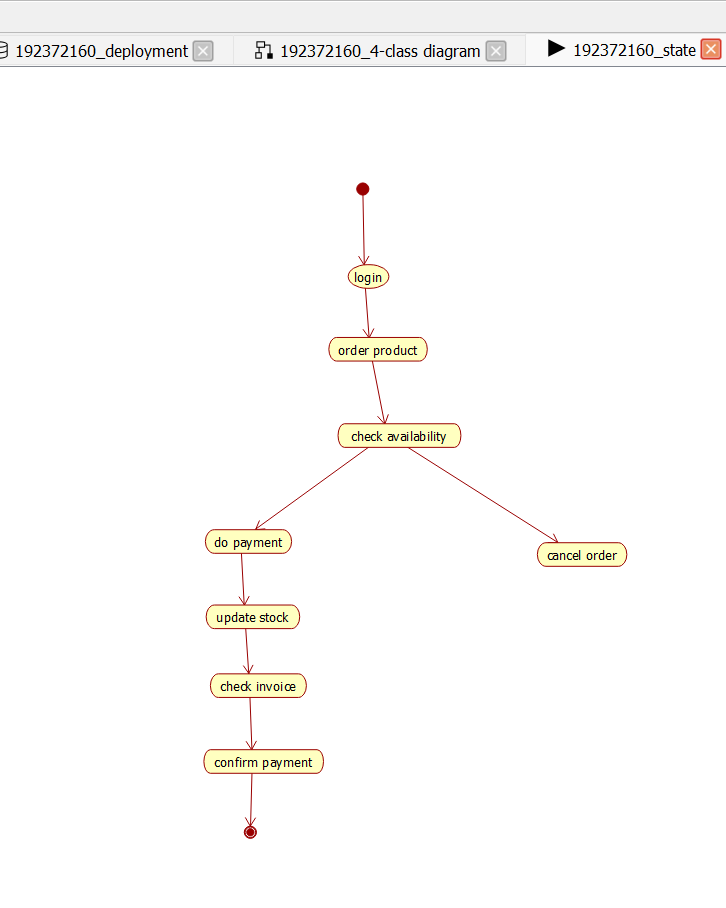 192372160_deployment
192372160_4-class diagram
192372160_state
login
order product
check availability
do payment
cancel order
update stock
check invoice
confirm payment